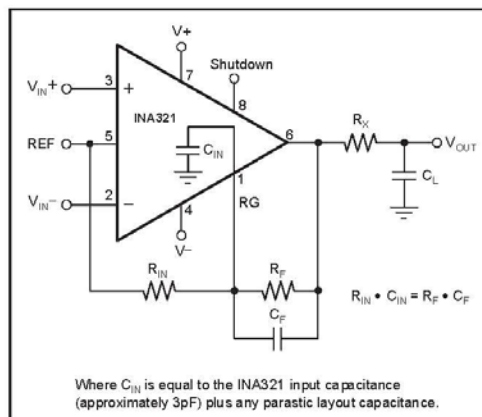 V+
Shutdown
7
8
V_IN+
3
+
INA321
REF
5
C_IN
6
R_X
V_OUT
C_L
V_IN−
2
−
1
4
RG
V−
R_IN
R_F
C_F
R_IN • C_IN = R_F • C_F
Where C_IN is equal to the INA321 input capacitance
(approximately 3pF) plus any parastic layout capacitance.